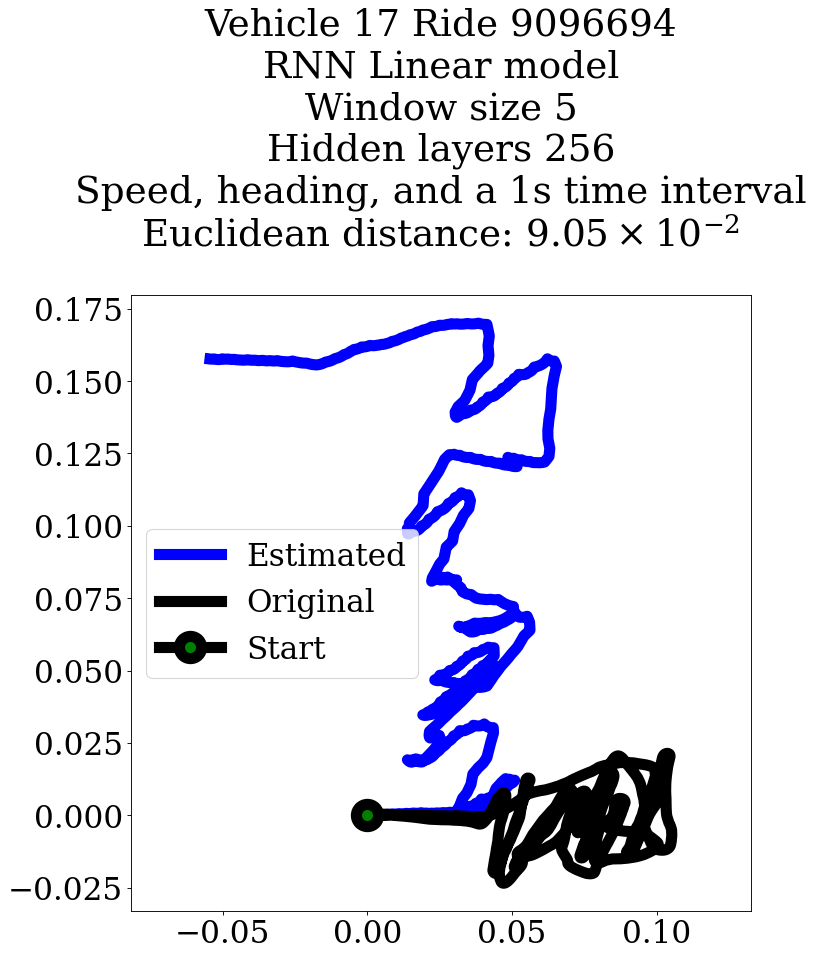 Vehicle 17 Ride 9096694
RNN Linear model
Window size 5
Hidden layers 256
Speed, heading, and a 1s time interval
Euclidean distance: 9.05 × 10⁻²
0.175
0.150
0.125
0.100
0.075
0.050
0.025
0.000
−0.025
Estimated
Original
Start
−0.05 0.00 0.05 0.10